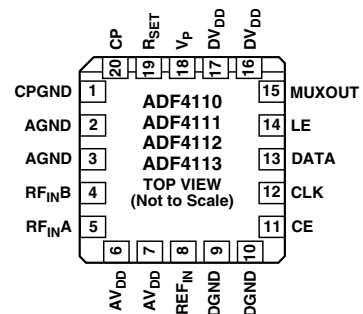 CP
RSET
VP
DVDD
DVDD
20
19
18
17
16
CPGND 1
AGND 2
AGND 3
RFINB 4
RFINA 5
ADF4110
ADF4111
ADF4112
ADF4113
TOP VIEW
(Not to Scale)
15 MUXOUT
14 LE
13 DATA
12 CLK
11 CE
6
7
8
9
10
AVDD
AVDD
REFIN
DGND
DGND